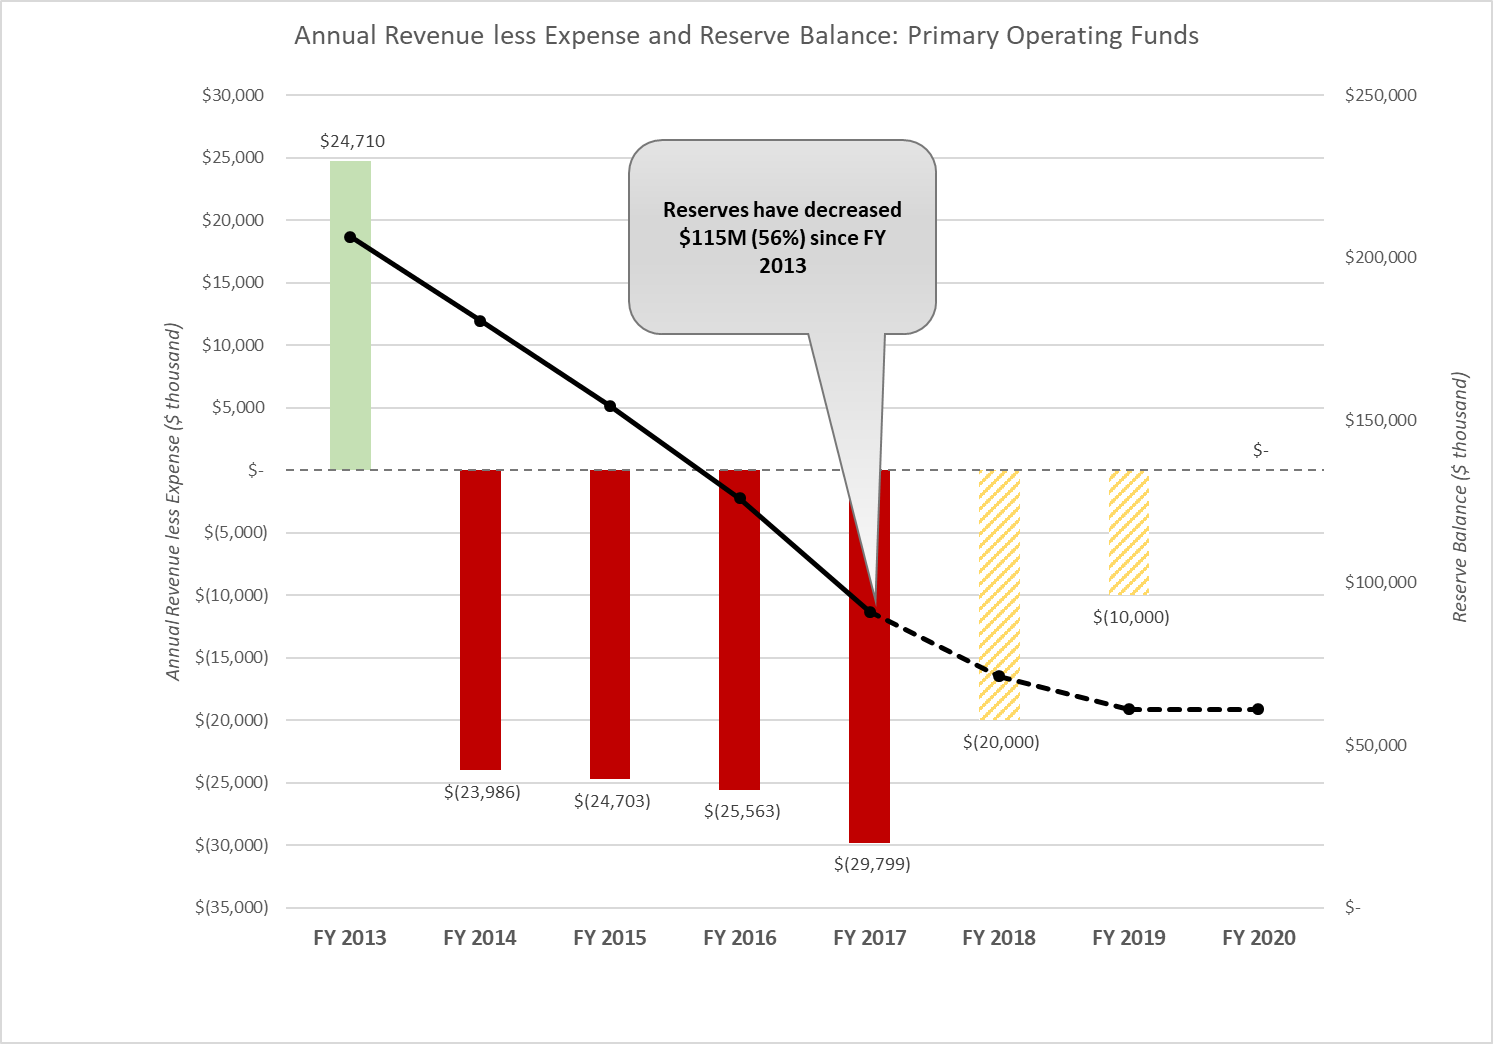 Annual Revenue less Expense and Reserve Balance: Primary Operating Funds
Annual Revenue less Expense ($ thousand)
$30,000
$25,000
$20,000
$15,000
$10,000
$5,000
$-
$(5,000)
$(10,000)
$(15,000)
$(20,000)
$(25,000)
$(30,000)
$(35,000)
$24,710
$(23,986)
$(24,703)
$(25,563)
$(29,799)
$(20,000)
$(10,000)
$-
Reserves have decreased
$115M (56%) since FY
2013
$250,000
$200,000
$150,000
$100,000
$50,000
$-
Reserve Balance ($ thousand)
FY 2013
FY 2014
FY 2015
FY 2016
FY 2017
FY 2018
FY 2019
FY 2020